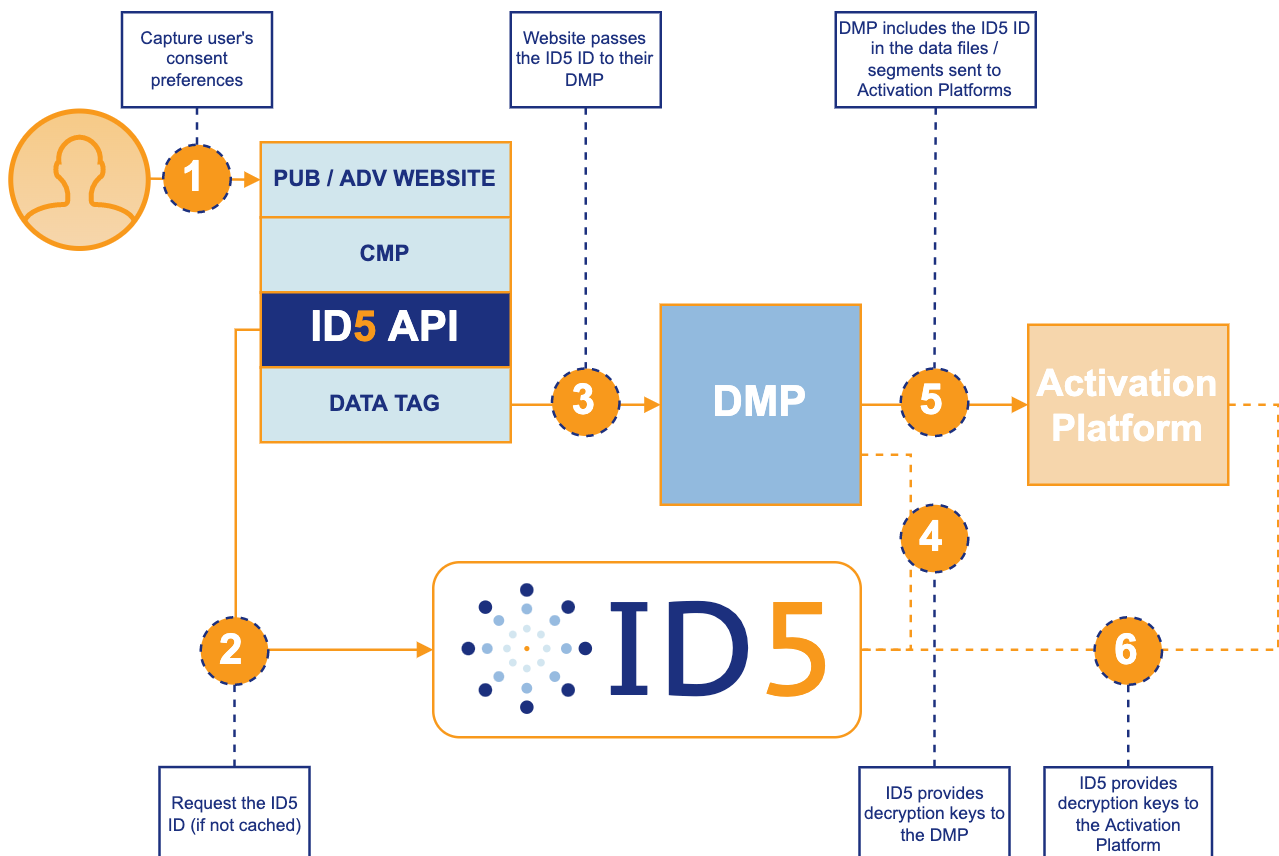 Capture user's
consent
preferences
Website passes
the ID5 ID to their
DMP
DMP includes the ID5 ID
in the data files /
segments sent to
Activation Platforms
1
PUB / ADV WEBSITE
CMP
ID5 API
DATA TAG
3
DMP
5
Activation
Platform
4
2
ID5
6
Request the ID5
ID (if not cached)
ID5 provides
decryption keys to
the DMP
ID5 provides
decryption keys to
the Activation
Platform